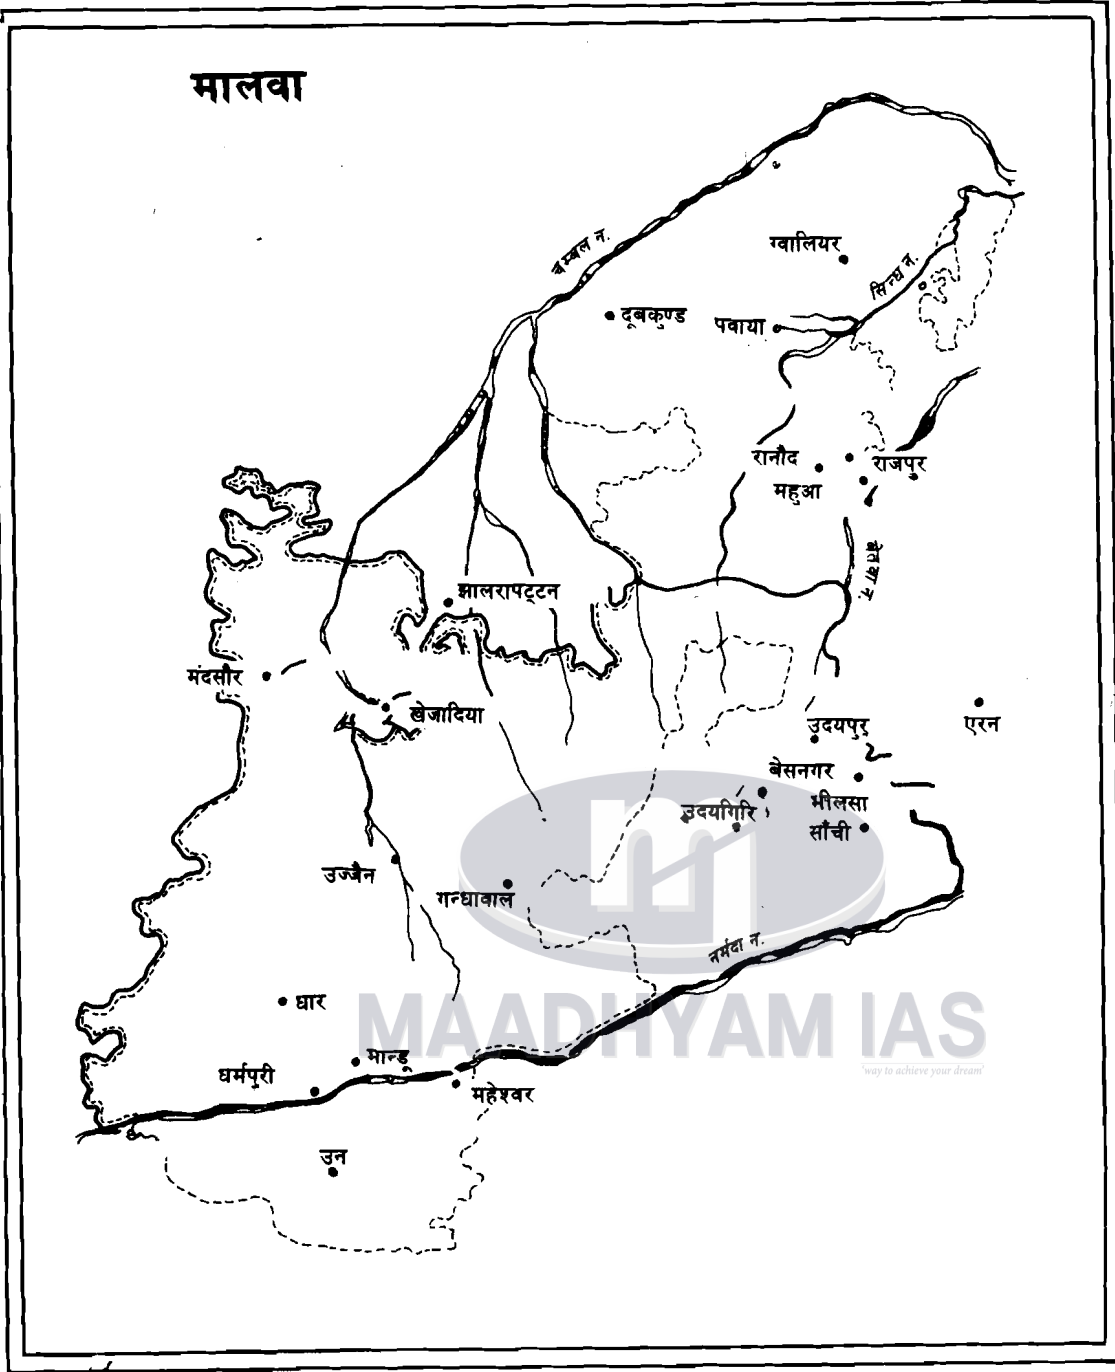 मालवा
चम्बल न.
ग्वालियर
सिन्ध न.
दूबकुण्ड
पवाया
रानौद
राजपुर
महुआ
बेतवा न.
झालरापट्टन
मंदसौर
खेजादिया
उदयपुर
एरन
बेसनगर
उदयगिरि
भीलसा
साँची
उज्जैन
गन्धावाल
नर्मदा न.
धार
MAADHYAM IAS
'way to achieve your dream'
मान्डू
धर्मपुरी
महेश्वर
उन